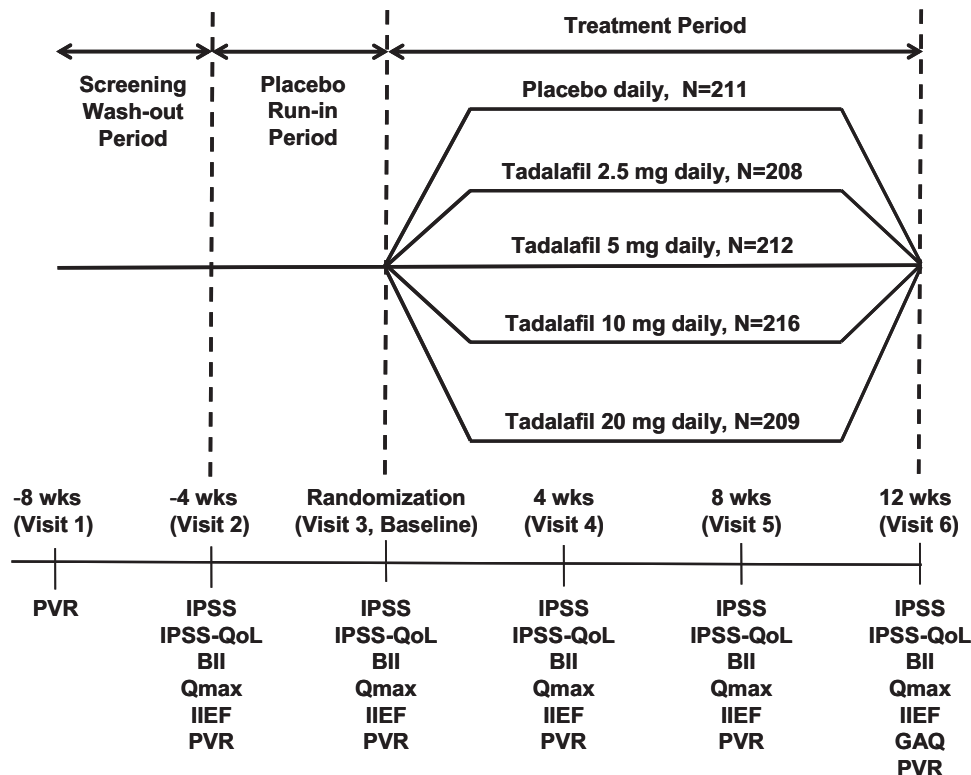 Treatment Period
Screening
Wash-out
Period
Placebo
Run-in
Period
Placebo daily, N=211
Tadalafil 2.5 mg daily, N=208
Tadalafil 5 mg daily, N=212
Tadalafil 10 mg daily, N=216
Tadalafil 20 mg daily, N=209
-8 wks
(Visit 1)
-4 wks
(Visit 2)
Randomization
(Visit 3, Baseline)
4 wks
(Visit 4)
8 wks
(Visit 5)
12 wks
(Visit 6)
PVR
IPSS
IPSS-QoL
BII
Qmax
IIEF
PVR
IPSS
IPSS-QoL
BII
Qmax
IIEF
PVR
IPSS
IPSS-QoL
BII
Qmax
IIEF
PVR
IPSS
IPSS-QoL
BII
Qmax
IIEF
PVR
IPSS
IPSS-QoL
BII
Qmax
IIEF
GAQ
PVR